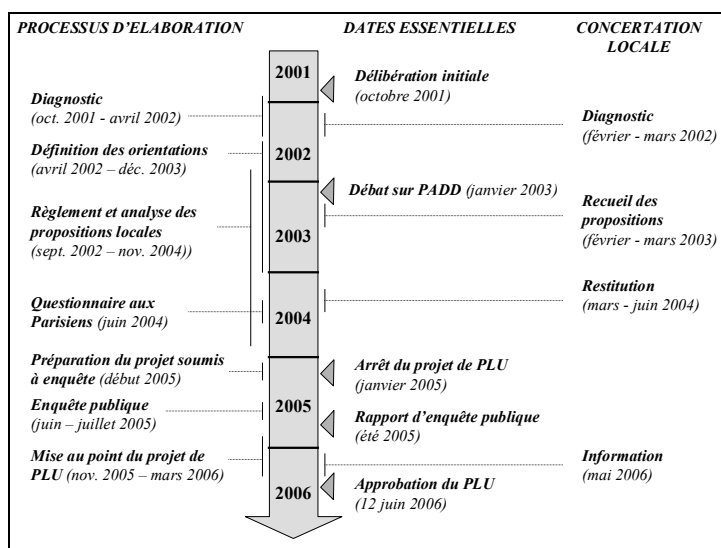 PROCESSUS D'ELABORATION
DATES ESSENTIELLES
CONCERTATION
LOCALE
2001
Délibération initiale
(octobre 2001)
Diagnostic
(oct. 2001 - avril 2002)
Diagnostic
(février - mars 2002)
Définition des orientations
(avril 2002 – déc. 2003)
2002
Débat sur PADD (janvier 2003)
Recueil des
propositions
(février - mars 2003)
Règlement et analyse des
propositions locales
(sept. 2002 – nov. 2004))
2003
Restitution
(mars - juin 2004)
Questionnaire aux
Parisiens (juin 2004)
2004
Préparation du projet soumis
à enquête (début 2005)
Arrêt du projet de PLU
(janvier 2005)
Enquête publique
(juin – juillet 2005)
2005
Rapport d'enquête publique
(été 2005)
Mise au point du projet de
PLU (nov. 2005 – mars 2006)
Information
(mai 2006)
2006
Approbation du PLU
(12 juin 2006)